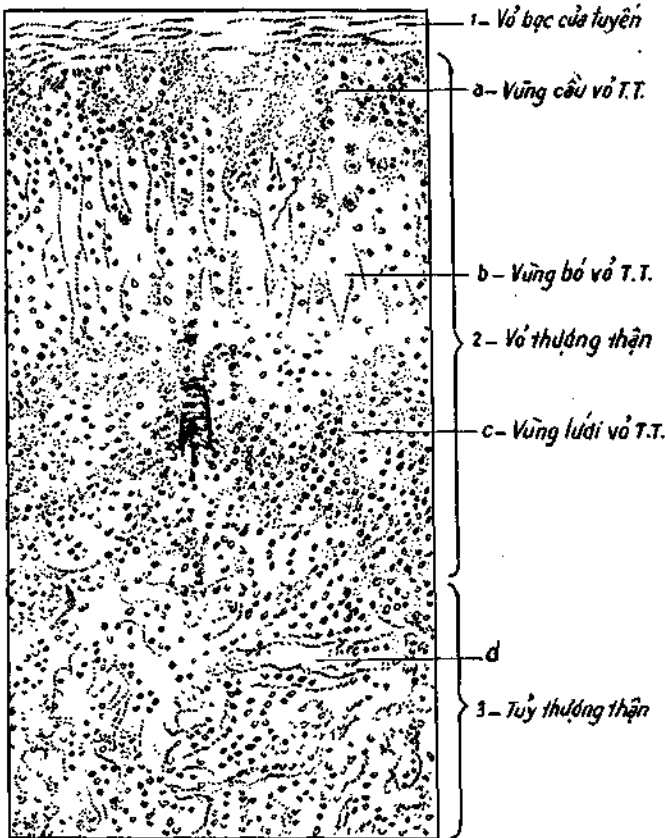 1- Vỏ bọc của tuyến
a- Vùng cầu vỏ T.T.
b- Vùng bó vỏ T.T.
2- Vỏ thượng thận
c- Vùng lưới vỏ T.T.
d
3- Tủy thượng thận